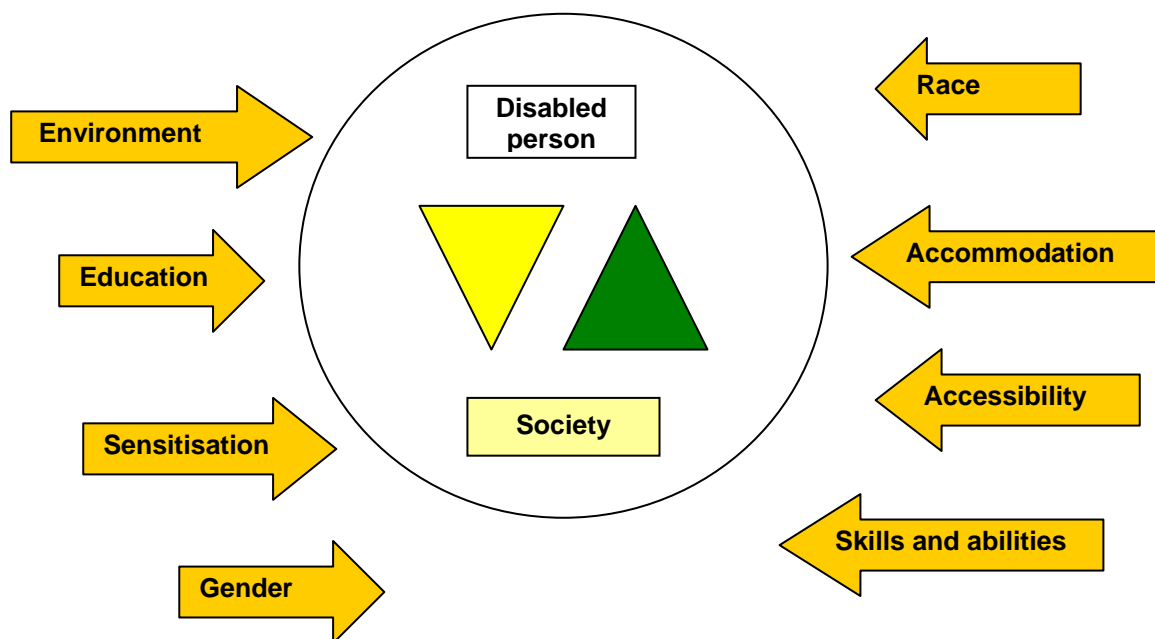 Race
Disabled
person
Environment
Accommodation
Education
Accessibility
Society
Sensitisation
Skills and abilities
Gender